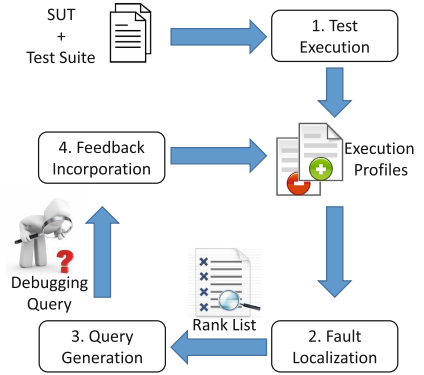 SUT
+
Test Suite
1. Test
Execution
4. Feedback
Incorporation
Execution
Profiles
Debugging
Query
Rank List
3. Query
Generation
2. Fault
Localization